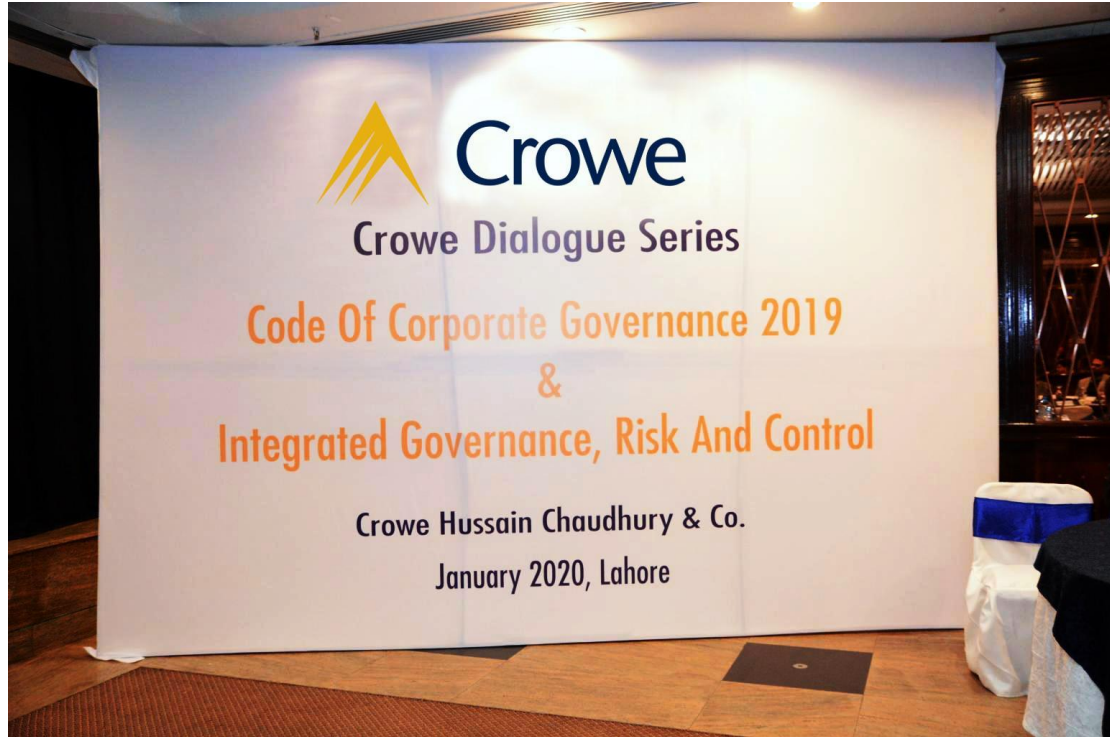 Crowe
Crowe Dialogue Series
Code Of Corporate Governance 2019
&
Integrated Governance, Risk And Control
Crowe Hussain Chaudhury & Co.
January 2020, Lahore